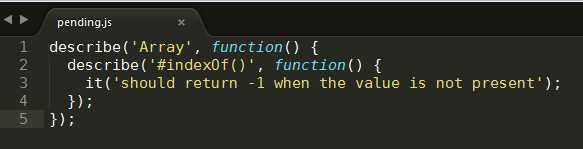 pending.js ×
1 describe('Array', function() {
2   describe('#indexOf()', function() {
3     it('should return -1 when the value is not present');
4   });
5 });